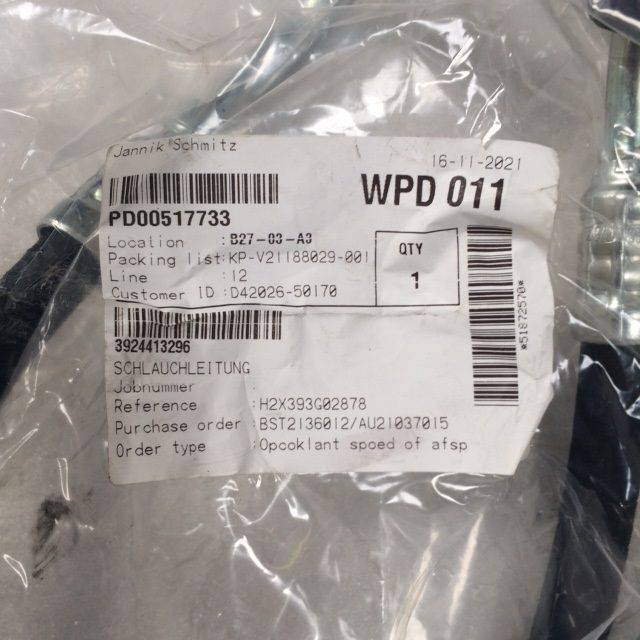 Jannik Schmitz
16-11-2021
WPD 011
PD00517733
Location : B27-03-A3
Packing list:KP-V21188029-001
Line : 12
Customer ID :D42026-50170
QTY
1
*518722576*
3924413296
SCHLAUCHLEITUNG
Jobnummer :
Reference : H2X393G02878
Purchase order : BST2136012/AU21037015
Order type : Opcoklant spoed of afsp